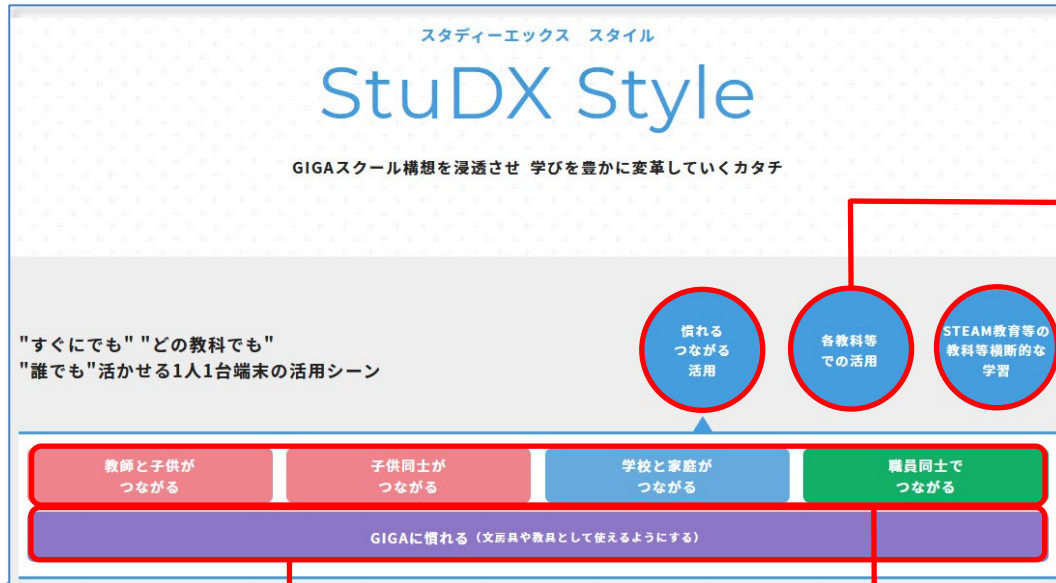 スタディーエックス　スタイル
StuDX Style
GIGAスクール構想を浸透させ 学びを豊かに変革していくカタチ
"すぐにでも" "どの教科でも"
"誰でも"活かせる1人1台端末の活用シーン
慣れる
つながる
活用
各教科等
での活用
STEAM教育等の
教科等横断的な
学習
教師と子供が
つながる
子供同士が
つながる
学校と家庭が
つながる
職員同士で
つながる
GIGAに慣れる（文房具や教具として使えるようにする）